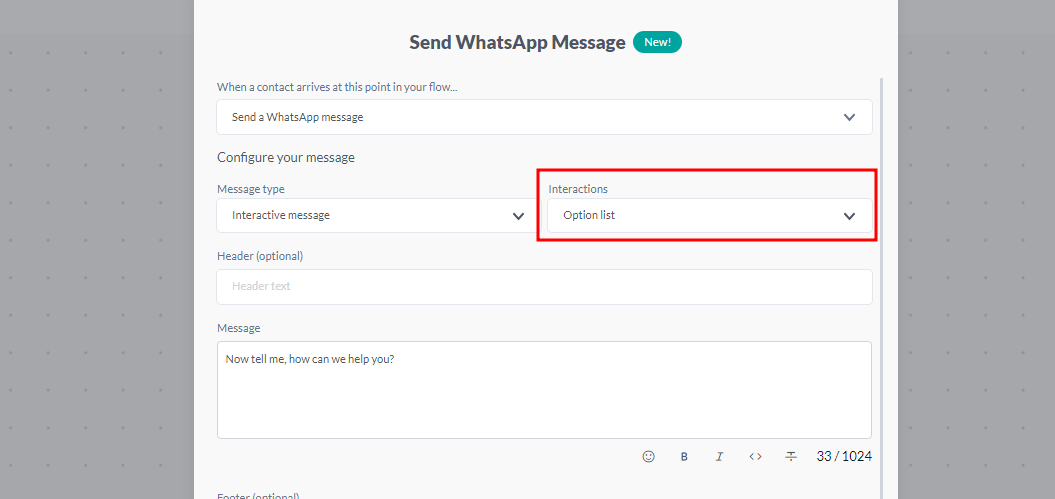 Send WhatsApp Message New!
When a contact arrives at this point in your flow...
Send a WhatsApp message
Configure your message
Message type Interactions
Interactive message Option list
Header (optional)
Header text
Message
Now tell me, how can we help you?
B I <> T 33 / 1024
Footer (optional)